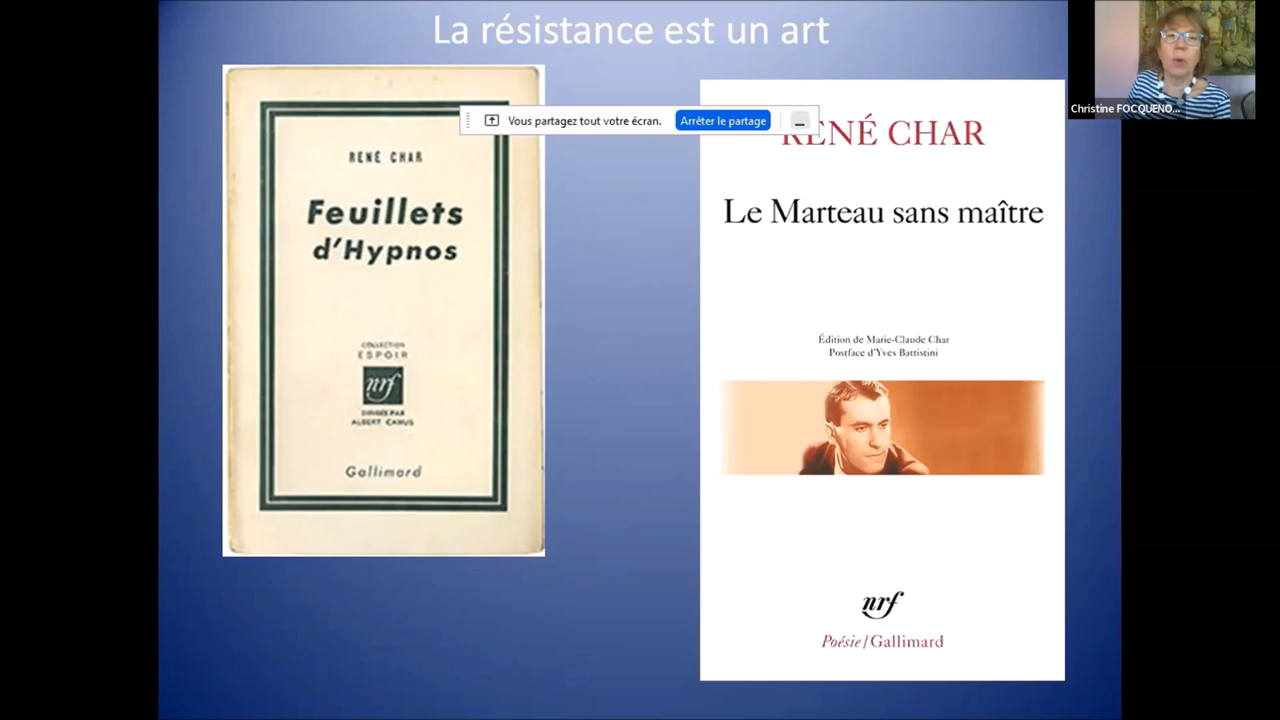 La résistance est un art
RENÉ CHAR
Feuillets
d'Hypnos
COLLECTION
ESPOIR
nrf
DIRIGÉE PAR
ALBERT CAMUS
Gallimard
Vous partagez tout votre écran.
Arrêter le partage
RENÉ CHAR
Le Marteau sans maître
Édition de Marie-Claude Char
Postface d'Yves Battistini
nrf
Poésie / Gallimard
Christine FOCQUENO...